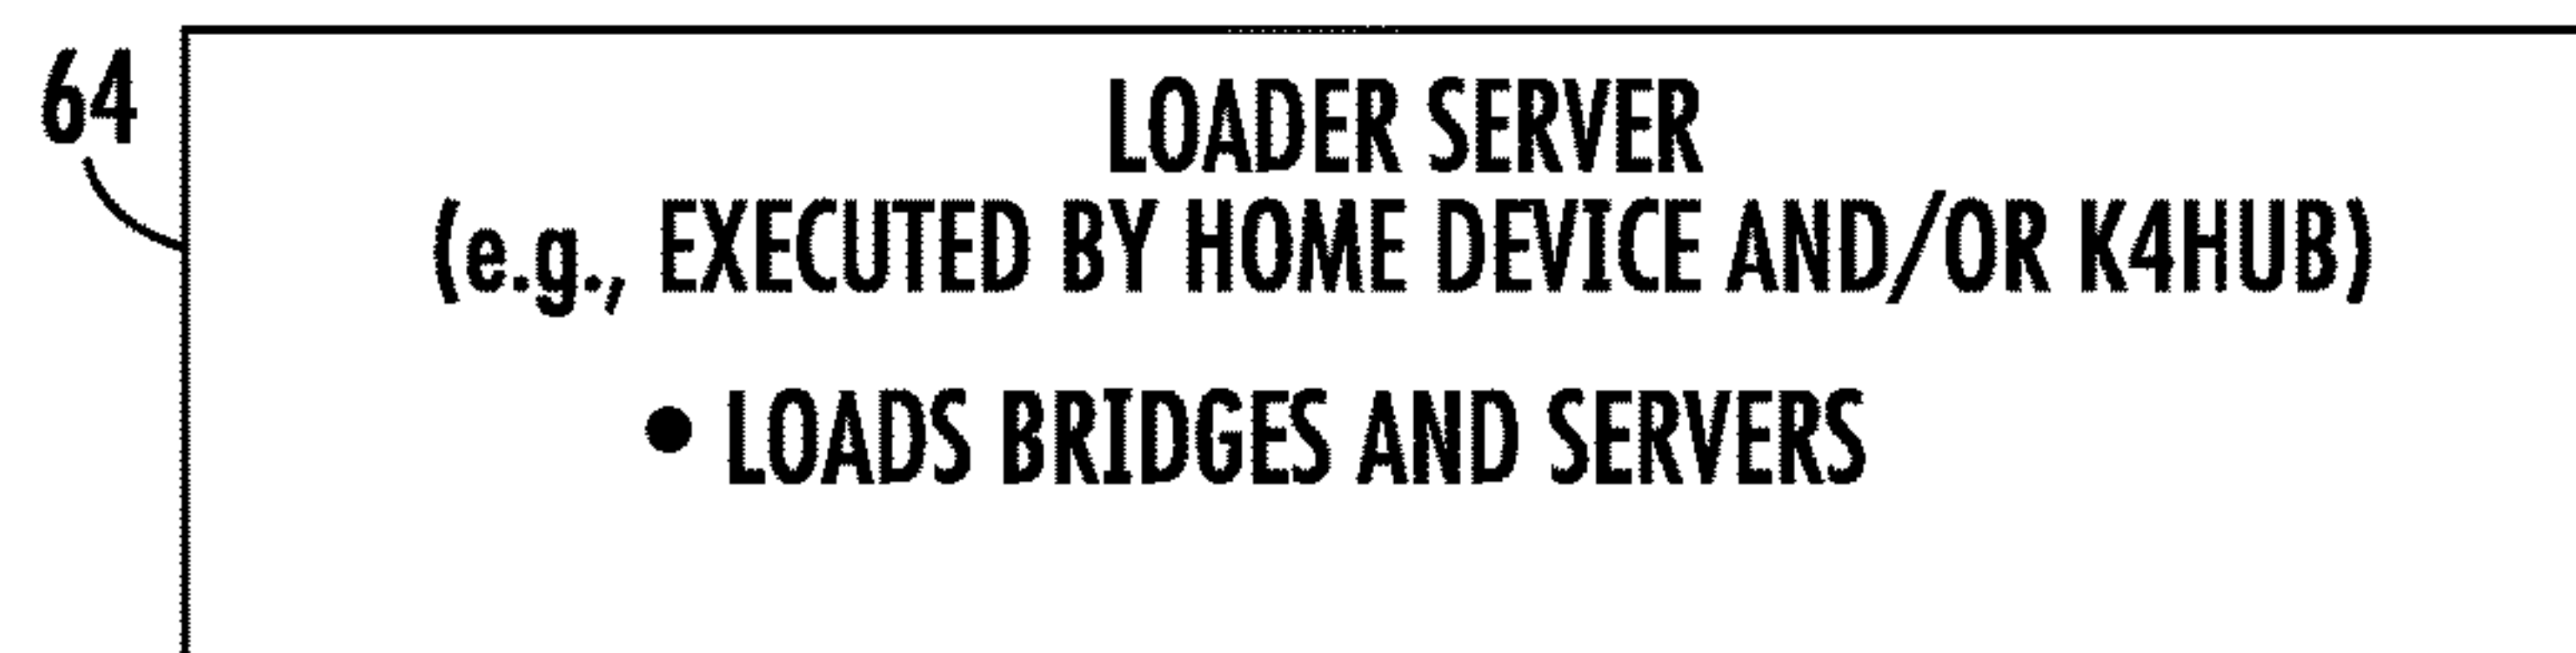 64
LOADER SERVER
(e.g., EXECUTED BY HOME DEVICE AND/OR K4HUB)
• LOADS BRIDGES AND SERVERS